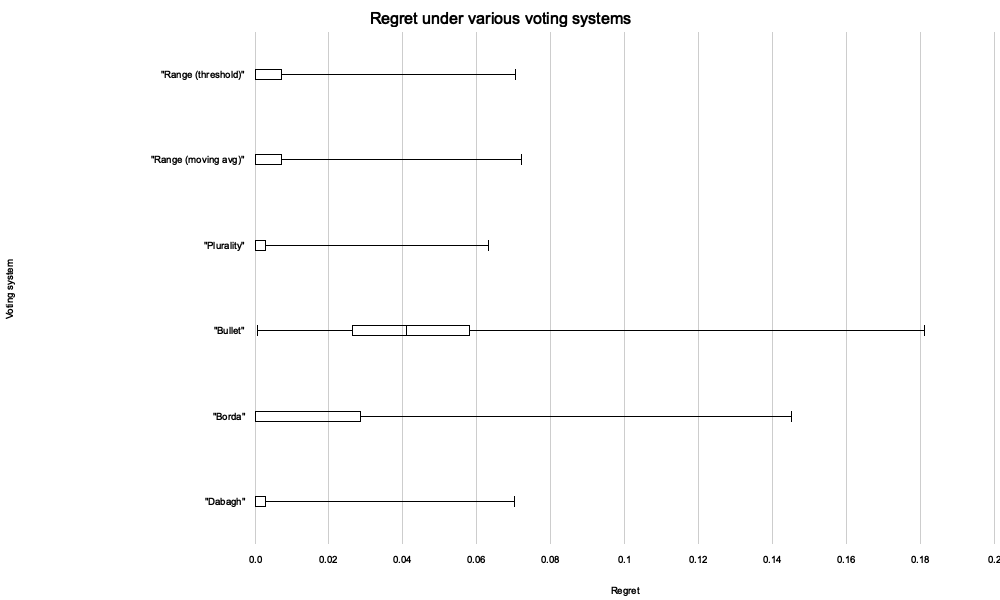 Regret under various voting systems
"Range (threshold)"
"Range (moving avg)"
"Plurality"
Voting system
"Bullet"
"Borda"
"Dabagh"
0.0 0.02 0.04 0.06 0.08 0.1 0.12 0.14 0.16 0.18 0.2
Regret